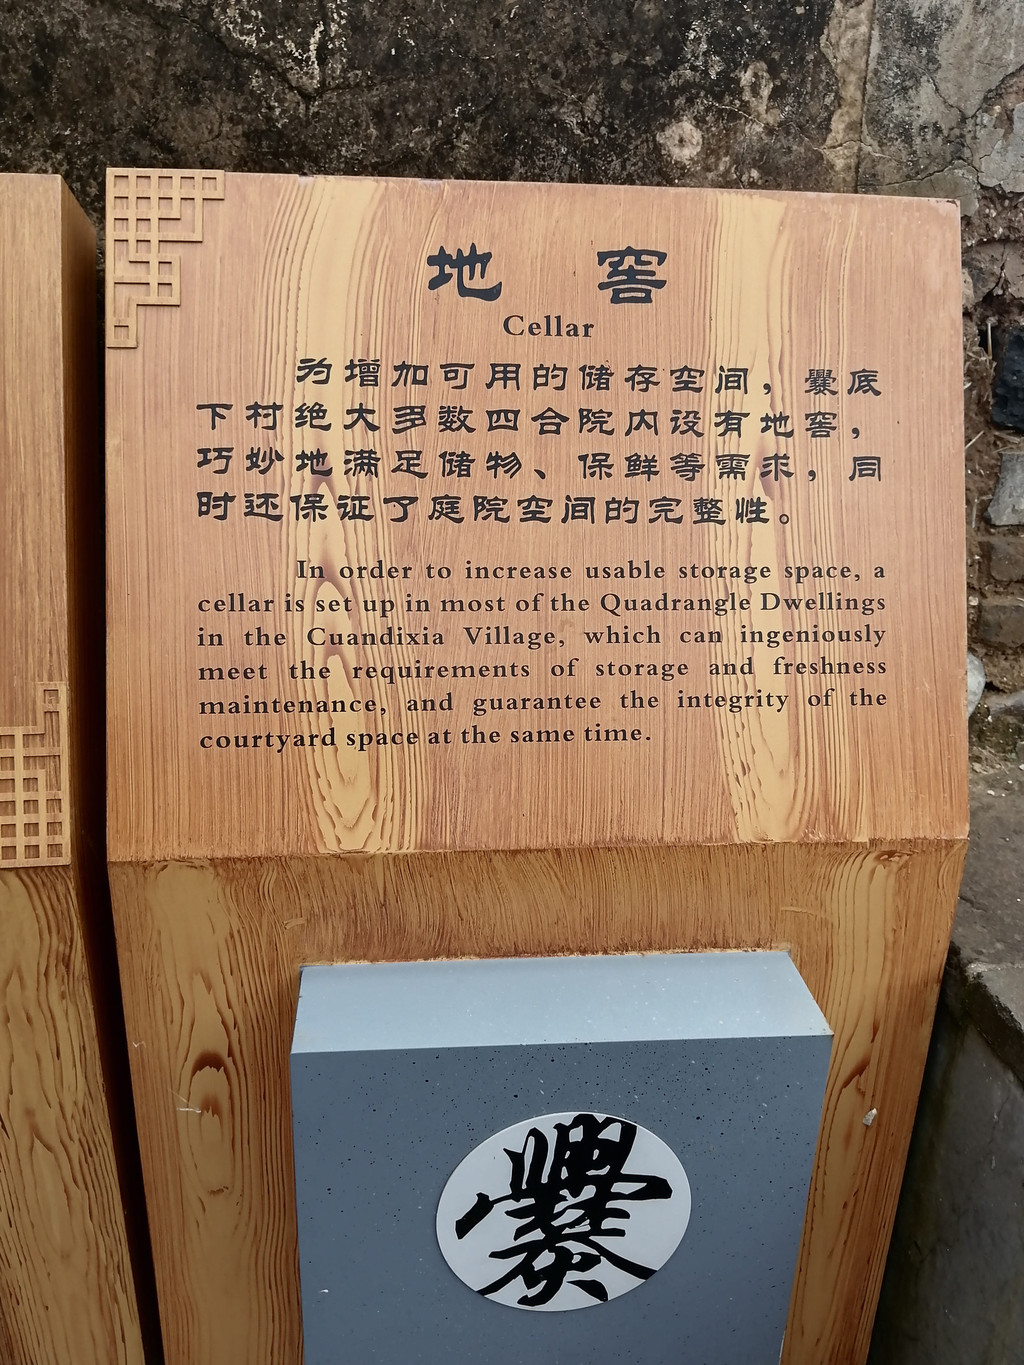 地窖
Cellar
为增加可用的储存空间，爨底
下村绝大多数四合院内设有地窖，
巧妙地满足储物、保鲜等需求，同
时还保证了庭院空间的完整性。
In order to increase usable storage space, a
cellar is set up in most of the Quadrangle Dwellings
in the Cuandixia Village, which can ingeniously
meet the requirements of storage and freshness
maintenance, and guarantee the integrity of the
courtyard space at the same time.
爨